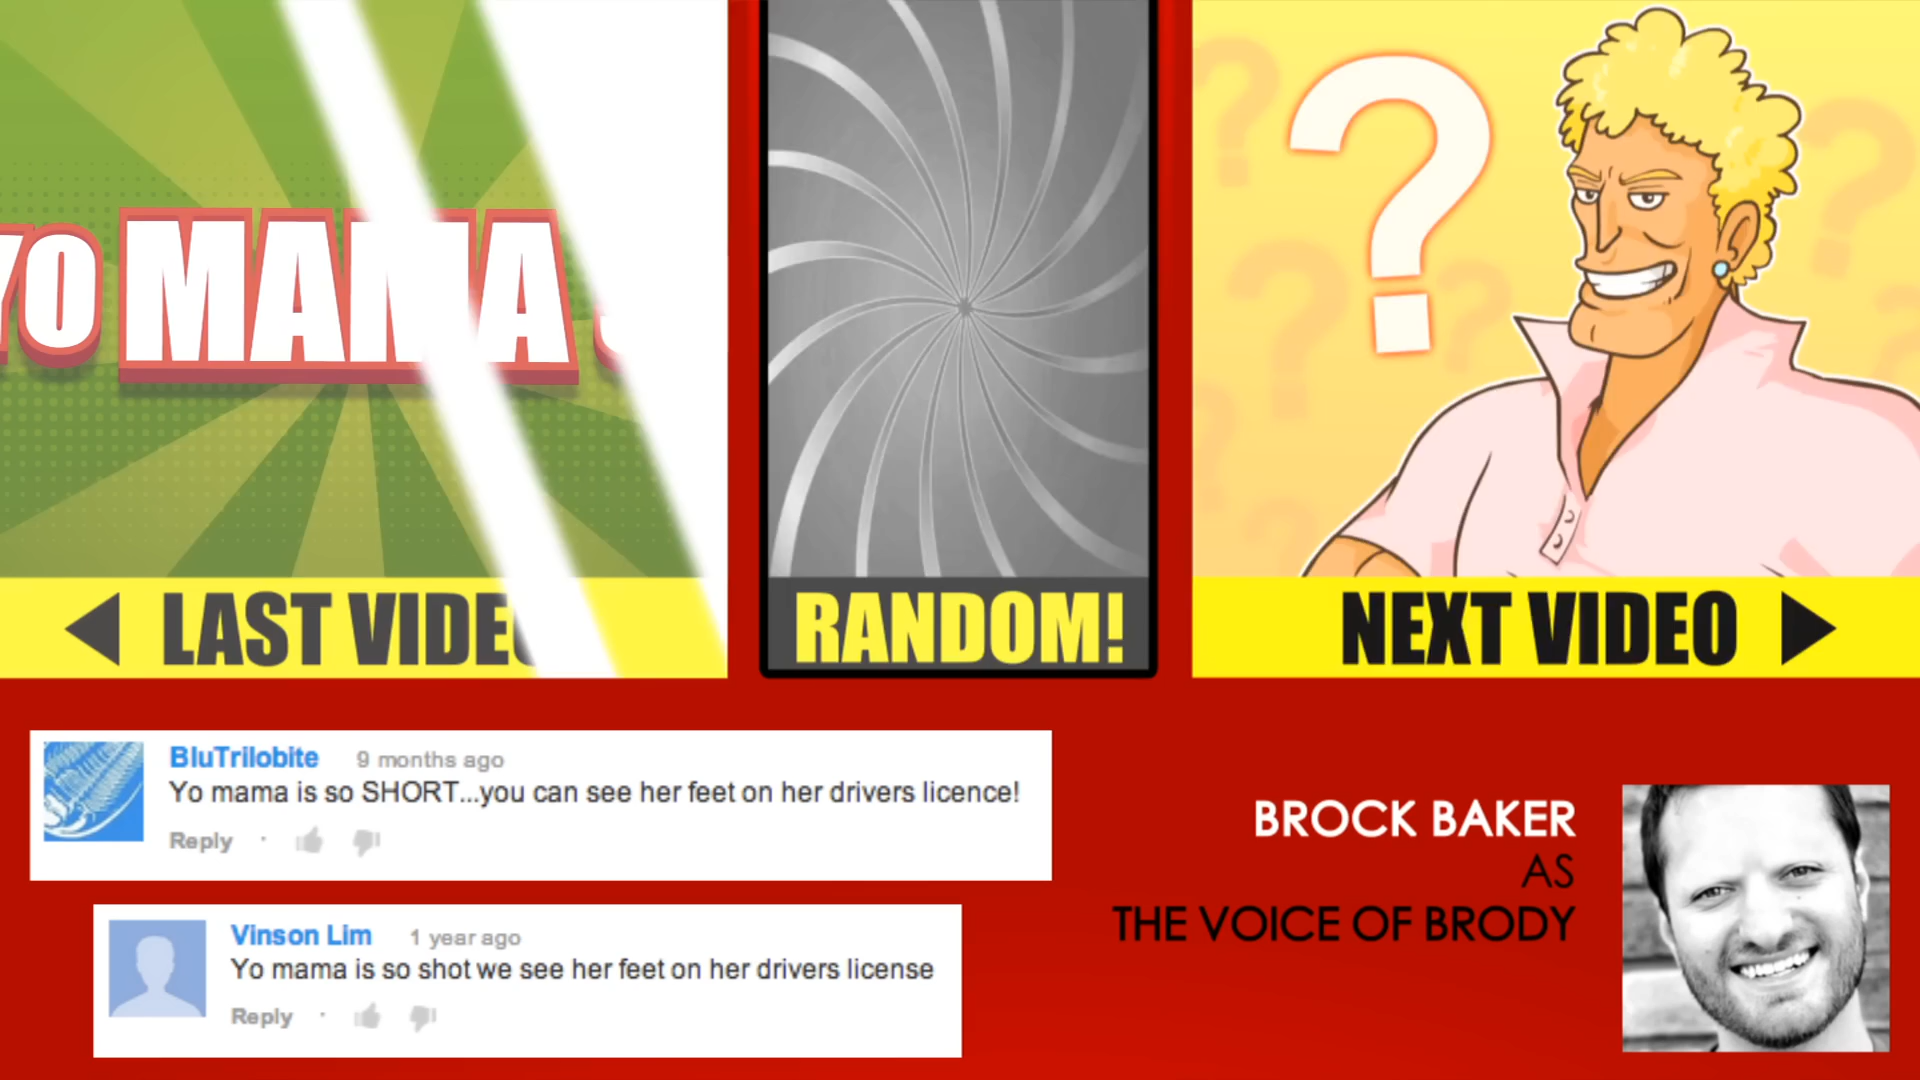 YO MAMA
LAST VIDEO
RANDOM!
NEXT VIDEO
?
BluTrilobite 9 months ago
Yo mama is so SHORT...you can see her feet on her drivers licence!
Reply
Vinson Lim 1 year ago
Yo mama is so shot we see her feet on her drivers license
Reply
BROCK BAKER
AS
THE VOICE OF BRODY